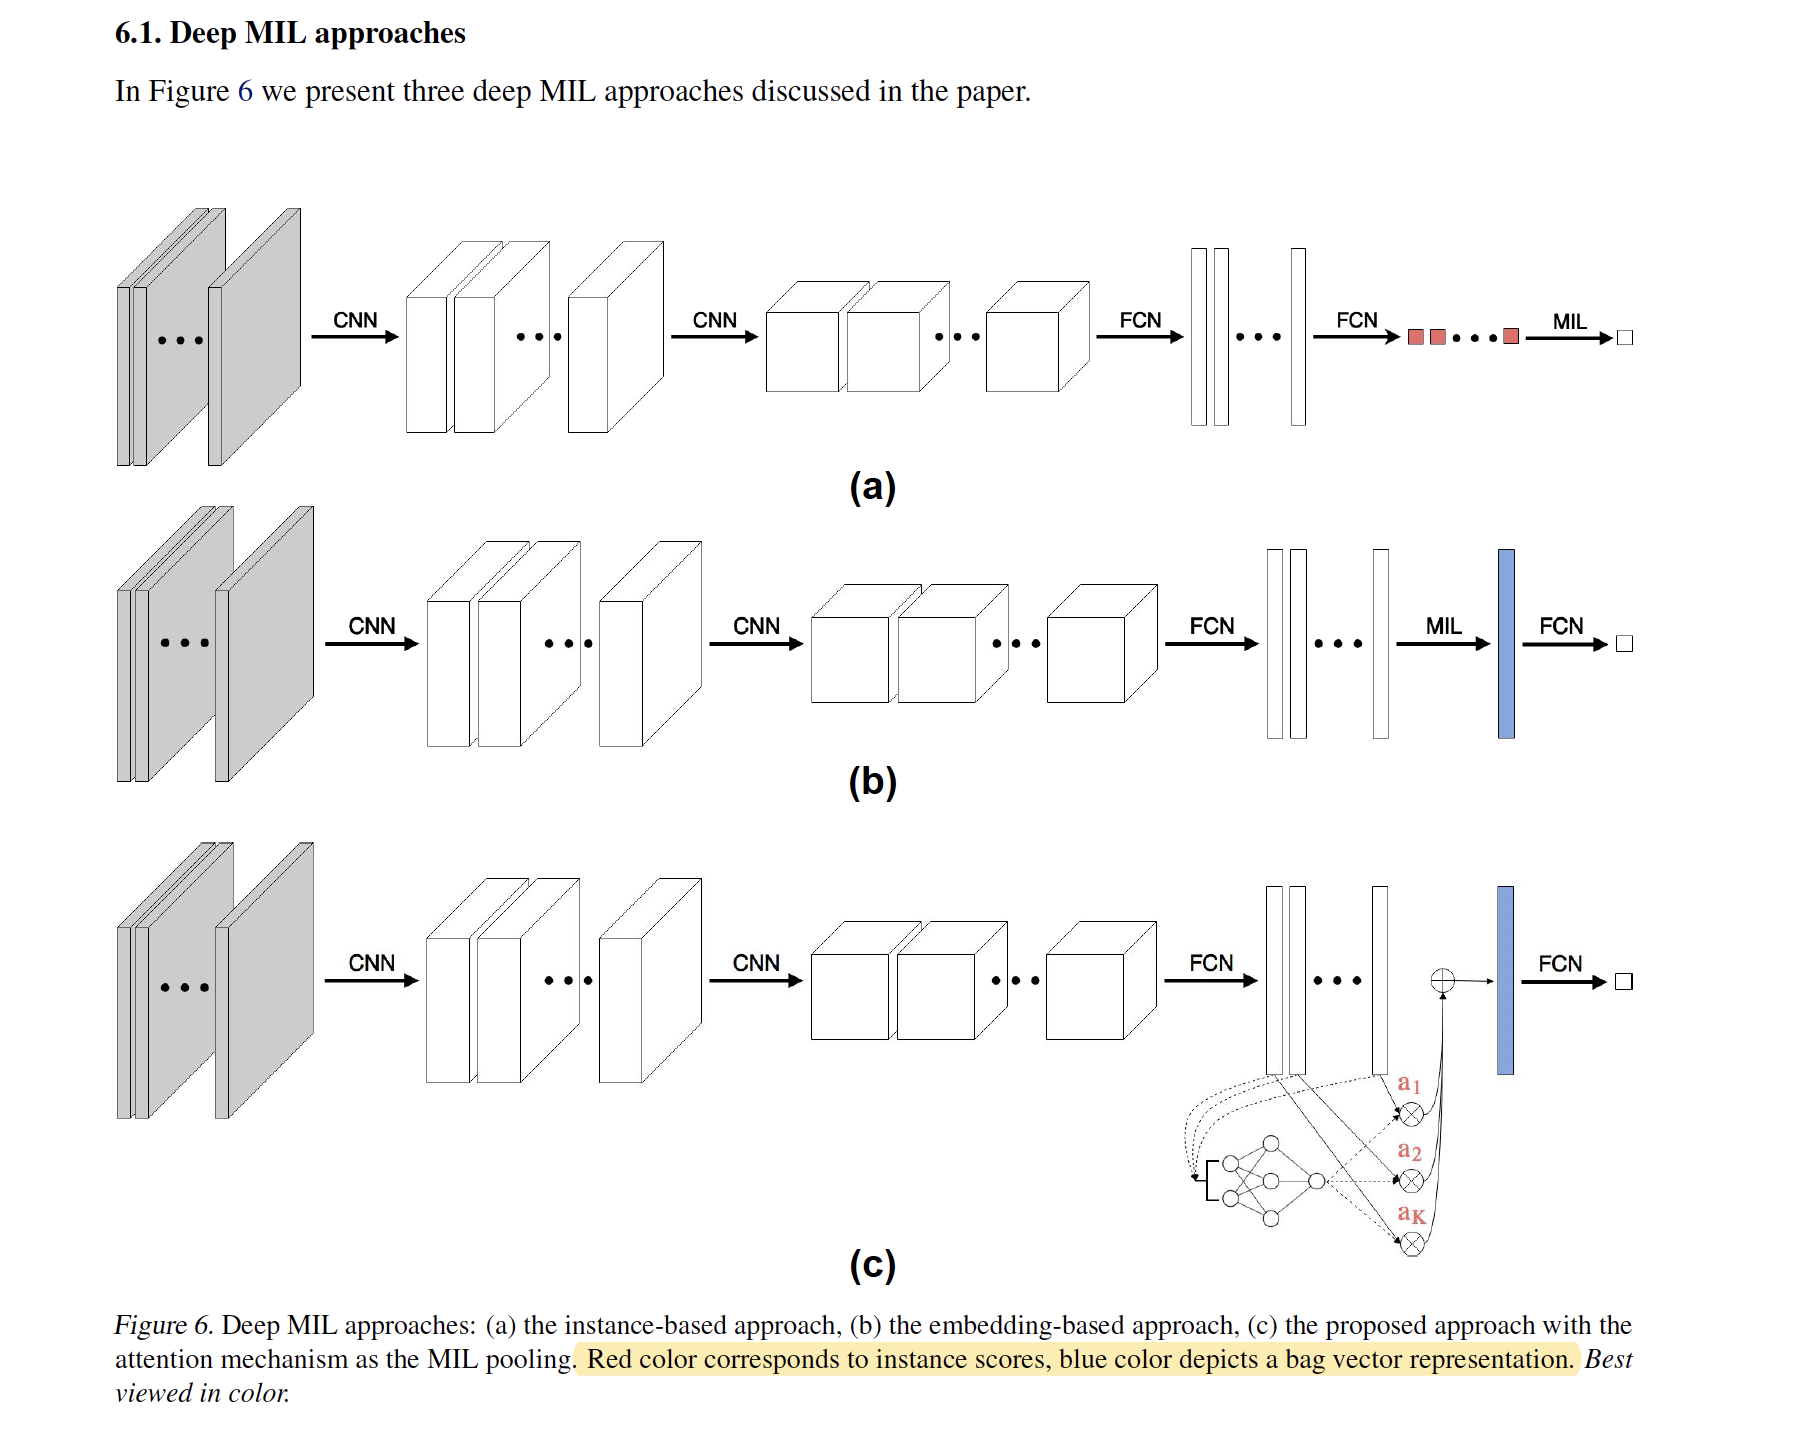 6.1. Deep MIL approaches
In Figure 6 we present three deep MIL approaches discussed in the paper.
CNN
CNN
FCN
FCN
MIL
(a)
CNN
CNN
FCN
MIL
FCN
(b)
CNN
CNN
FCN
FCN
a1
a2
aK
(c)
Figure 6. Deep MIL approaches: (a) the instance-based approach, (b) the embedding-based approach, (c) the proposed approach with the
attention mechanism as the MIL pooling. Red color corresponds to instance scores, blue color depicts a bag vector representation. Best
viewed in color.